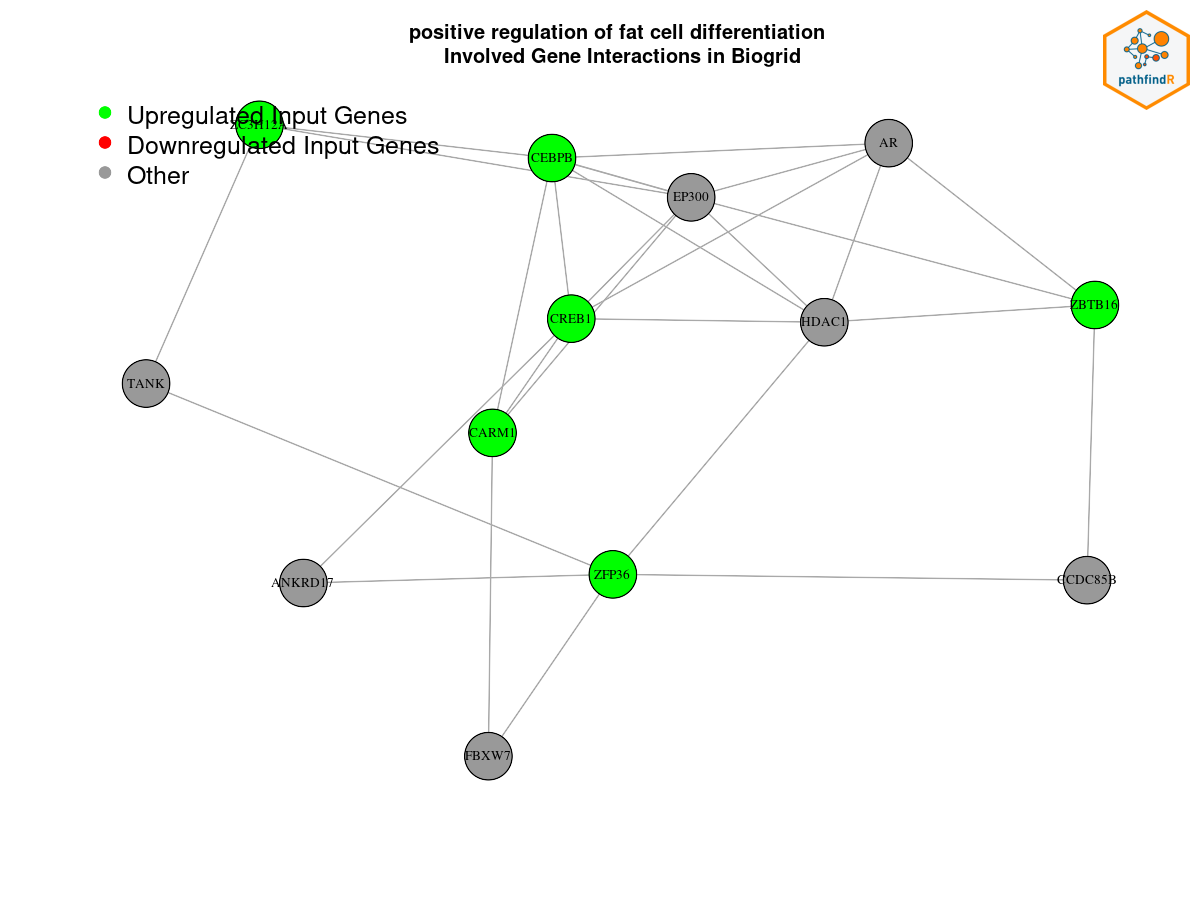 positive regulation of fat cell differentiation
Involved Gene Interactions in Biogrid
pathfindR
Upregulated Input Genes
ZC3H12A
Downregulated Input Genes
Other
AR
CEBPB
EP300
ZBTB16
CREB1
HDAC1
TANK
CARM1
ZFP36
CCDC85B
ANKRD17
FBXW7